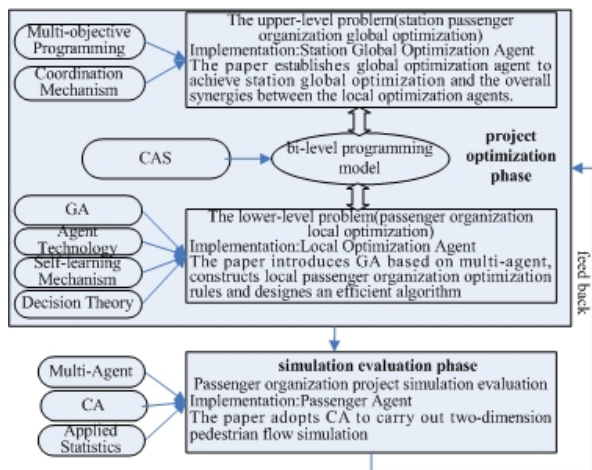 Multi-objective
Programming
Coordination
Mechanism
The upper-level problem(station passenger
organization global optimization)
Implementation:Station Global Optimization Agent
The paper establishes global optimization agent to
achieve station global optimization and the overall
synergies between the local optimization agents.
CAS
bi-level programming
model
project
optimization
phase
GA
Agent
Technology
Self-learning
Mechanism
Decision Theory
The lower-level problem(passenger organization
local optimization)
Implementation:Local Optimization Agent
The paper introduces GA based on multi-agent,
constructs local passenger organization optimization
rules and designes an efficient algorithm
feed back
Multi-Agent
CA
Applied
Statistics
simulation evaluation phase
Passenger organization project simulation evaluation
Implementation:Passenger Agent
The paper adopts CA to carry out two-dimension
pedestrian flow simulation